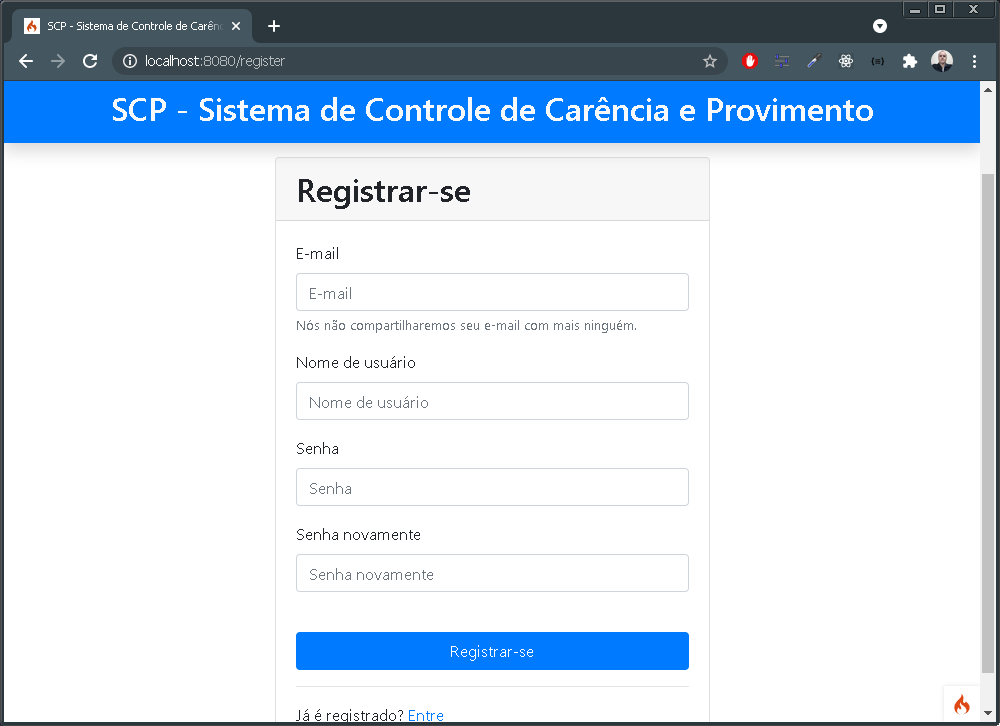 SCP - Sistema de Controle de Carên
localhost:8080/register
SCP - Sistema de Controle de Carência e Provimento
Registrar-se
E-mail
E-mail
Nós não compartilharemos seu e-mail com mais ninguém.
Nome de usuário
Nome de usuário
Senha
Senha
Senha novamente
Senha novamente
Registrar-se
Já é registrado? Entre